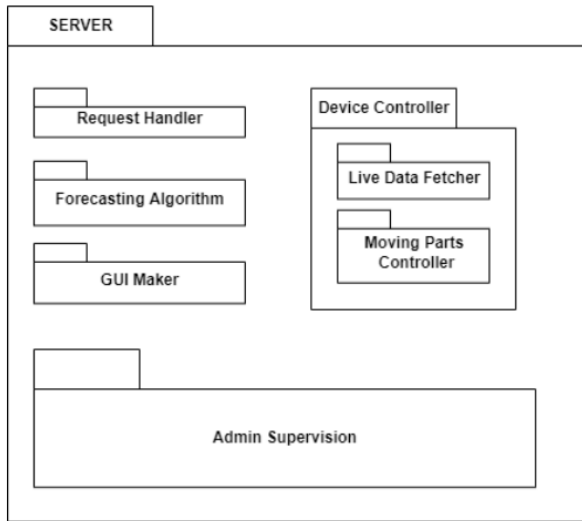 SERVER
Request Handler
Device Controller
Live Data Fetcher
Forecasting Algorithm
Moving Parts
Controller
GUI Maker
Admin Supervision